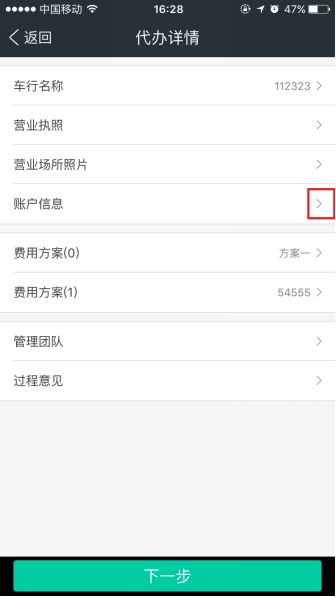 中国移动 16:28 47%
返回 代办详情
车行名称 112323
营业执照
营业场所照片
账户信息
费用方案(0) 方案一
费用方案(1) 54555
管理团队
过程意见
下一步